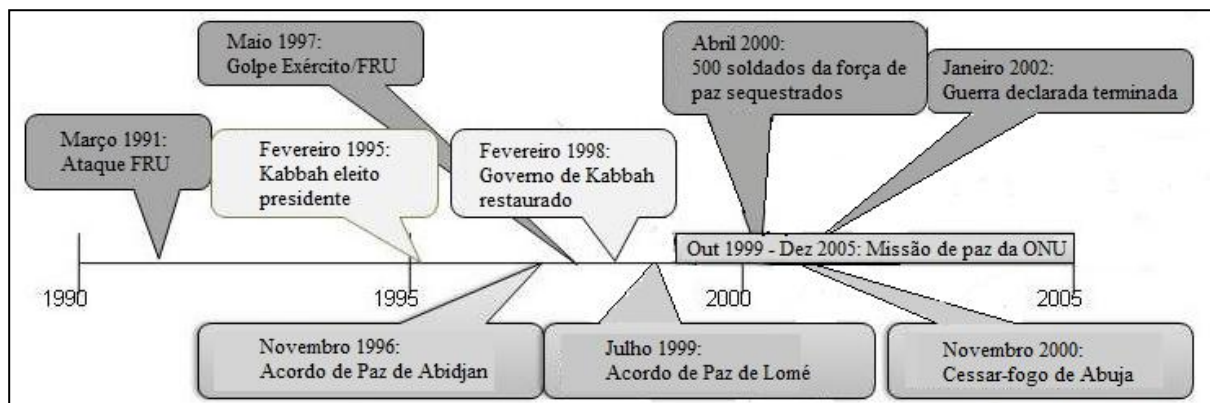 Maio 1997:
Golpe Exército/FRU
Abril 2000:
500 soldados da força de
paz sequestrados
Janeiro 2002:
Guerra declarada terminada
Março 1991:
Ataque FRU
Fevereiro 1995:
Kabbah eleito
presidente
Fevereiro 1998:
Governo de Kabbah
restaurado
Out 1999 - Dez 2005: Missão de paz da ONU
1990
1995
2000
2005
Novembro 1996:
Acordo de Paz de Abidjan
Julho 1999:
Acordo de Paz de Lomé
Novembro 2000:
Cessar-fogo de Abuja